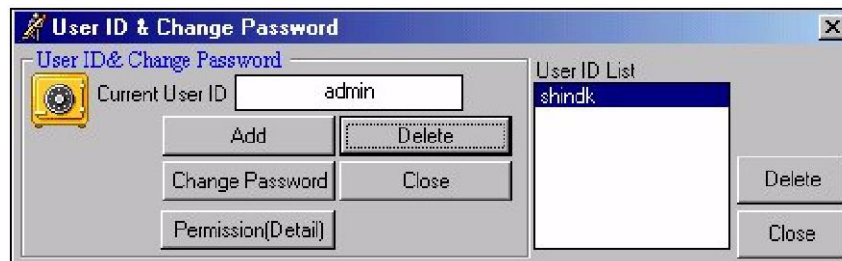 User ID & Change Password
User ID& Change Password
Current User ID admin
Add Delete
Change Password Close
Permission(Detail)
User ID List
shindk
Delete
Close